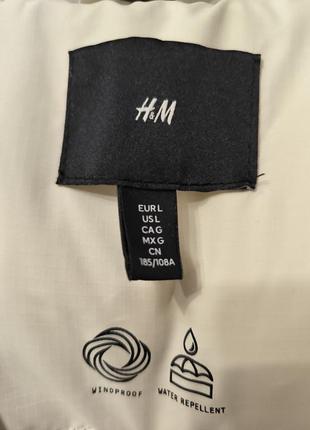 H&M
EUR L
US L
CA G
MX G
CN
185/108A
WINDPROOF
WATER REPELLENT